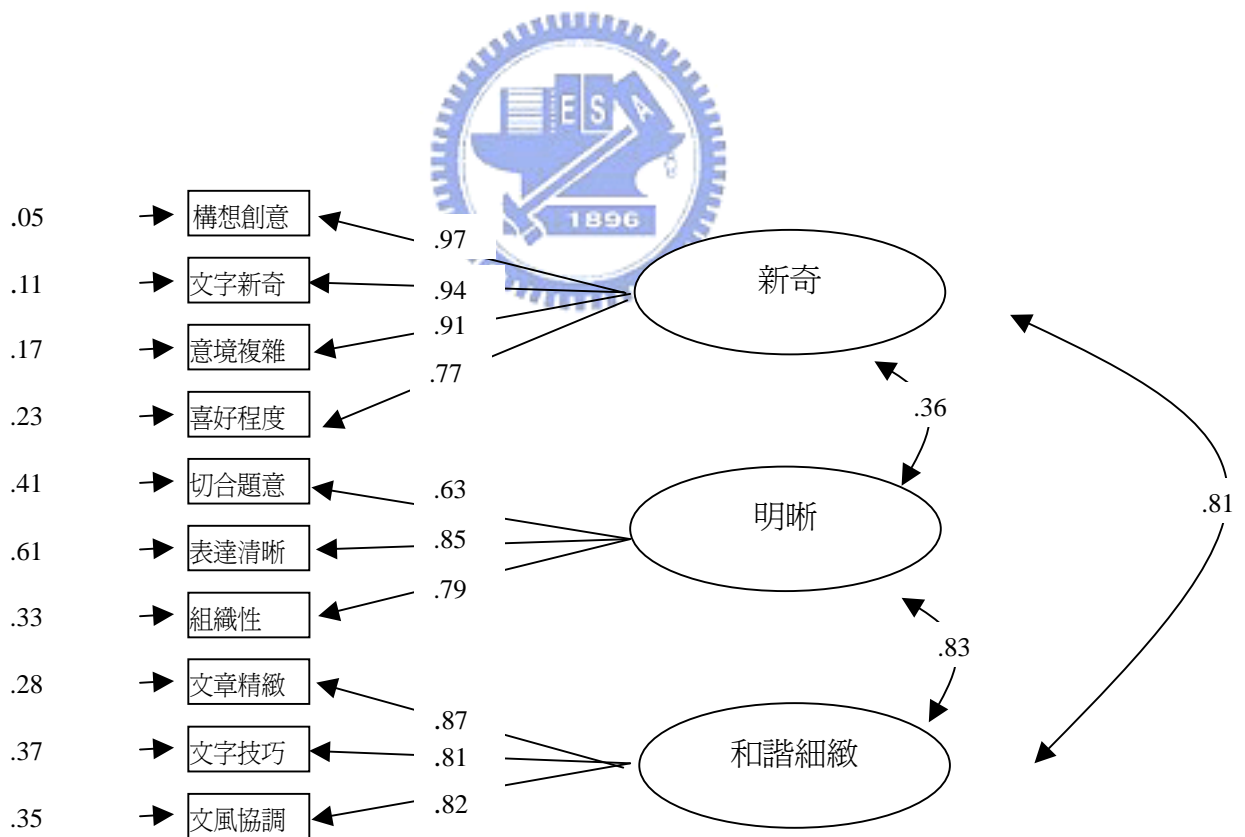 E S A
1896
.05
構想創意
.97
新奇
.11
文字新奇
.94
.17
意境複雜
.91
.23
喜好程度
.77
.36
.41
切合題意
.63
明晰
.81
.61
表達清晰
.85
.33
組織性
.79
.83
.28
文章精緻
.87
和諧細緻
.37
文字技巧
.81
.35
文風協調
.82